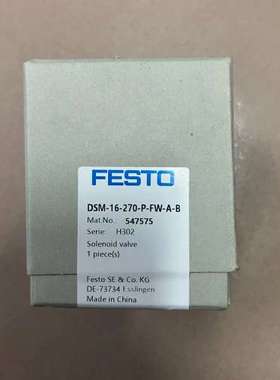 FESTO
DSM-16-270-P-FW-A-B
Mat.No.: 547575
Serie: H302
Solenoid valve
1 piece(s)
Festo SE & Co. KG
DE-73734 Esslingen
Made in China